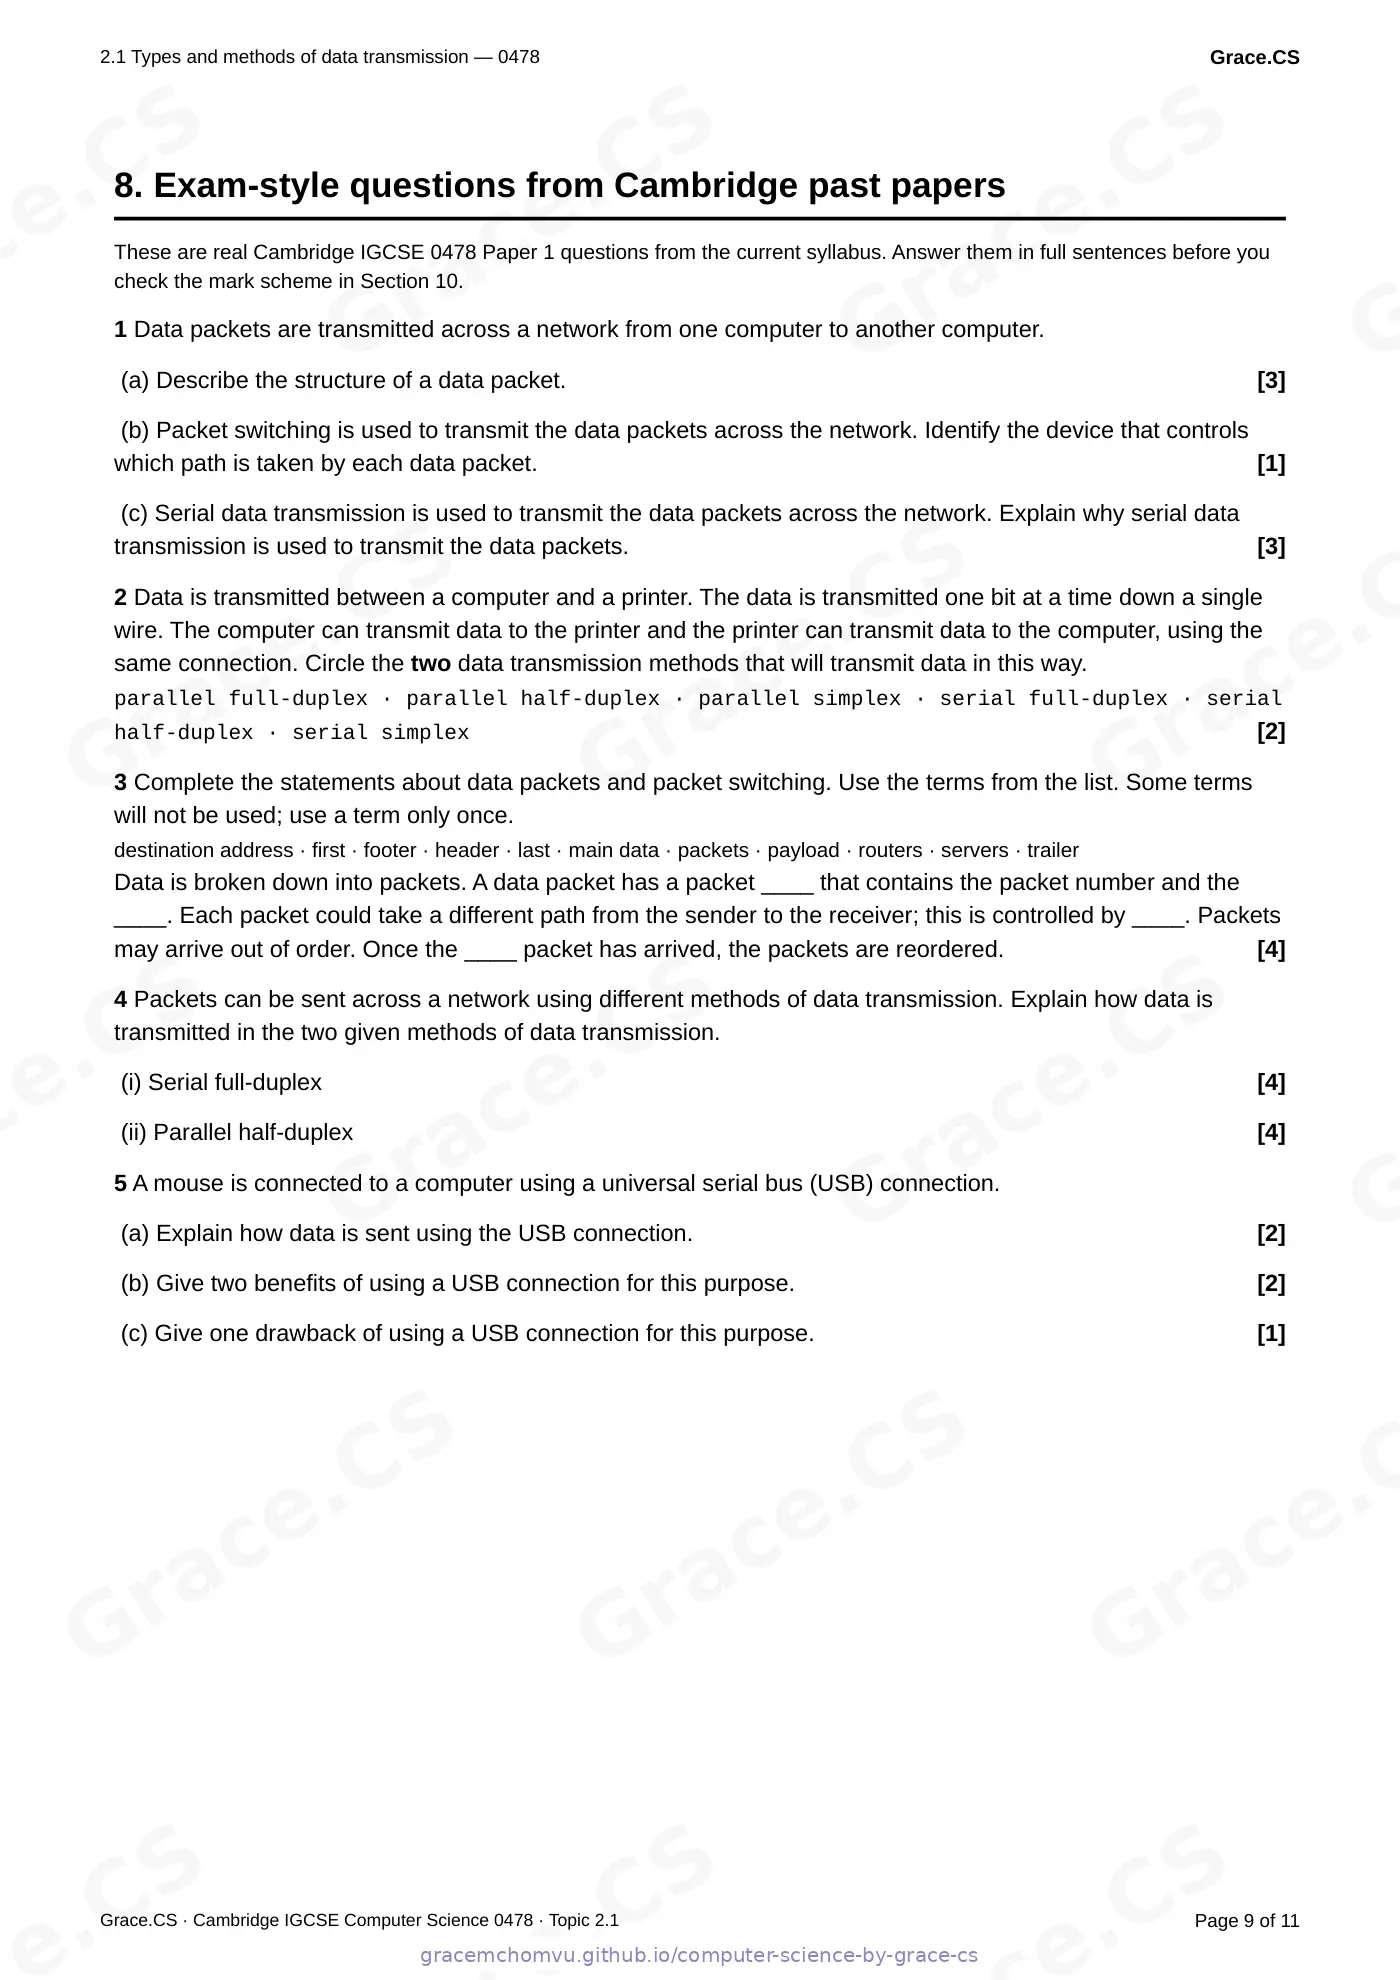 2.1 Types and methods of data transmission — 0478
Grace.CS
8. Exam-style questions from Cambridge past papers
These are real Cambridge IGCSE 0478 Paper 1 questions from the current syllabus. Answer them in full sentences before you
check the mark scheme in Section 10.
1 Data packets are transmitted across a network from one computer to another computer.
(a) Describe the structure of a data packet. [3]
(b) Packet switching is used to transmit the data packets across the network. Identify the device that controls
which path is taken by each data packet. [1]
(c) Serial data transmission is used to transmit the data packets across the network. Explain why serial data
transmission is used to transmit the data packets. [3]
2 Data is transmitted between a computer and a printer. The data is transmitted one bit at a time down a single
wire. The computer can transmit data to the printer and the printer can transmit data to the computer, using the
same connection. Circle the two data transmission methods that will transmit data in this way.
parallel full-duplex · parallel half-duplex · parallel simplex · serial full-duplex · serial
half-duplex · serial simplex [2]
3 Complete the statements about data packets and packet switching. Use the terms from the list. Some terms
will not be used; use a term only once.
destination address · first · footer · header · last · main data · packets · payload · routers · servers · trailer
Data is broken down into packets. A data packet has a packet ____ that contains the packet number and the
____. Each packet could take a different path from the sender to the receiver; this is controlled by ____. Packets
may arrive out of order. Once the ____ packet has arrived, the packets are reordered. [4]
4 Packets can be sent across a network using different methods of data transmission. Explain how data is
transmitted in the two given methods of data transmission.
(i) Serial full-duplex [4]
(ii) Parallel half-duplex [4]
5 A mouse is connected to a computer using a universal serial bus (USB) connection.
(a) Explain how data is sent using the USB connection. [2]
(b) Give two benefits of using a USB connection for this purpose. [2]
(c) Give one drawback of using a USB connection for this purpose. [1]
Grace.CS · Cambridge IGCSE Computer Science 0478 · Topic 2.1
Page 9 of 11
gracemchomvu.github.io/computer-science-by-grace-cs